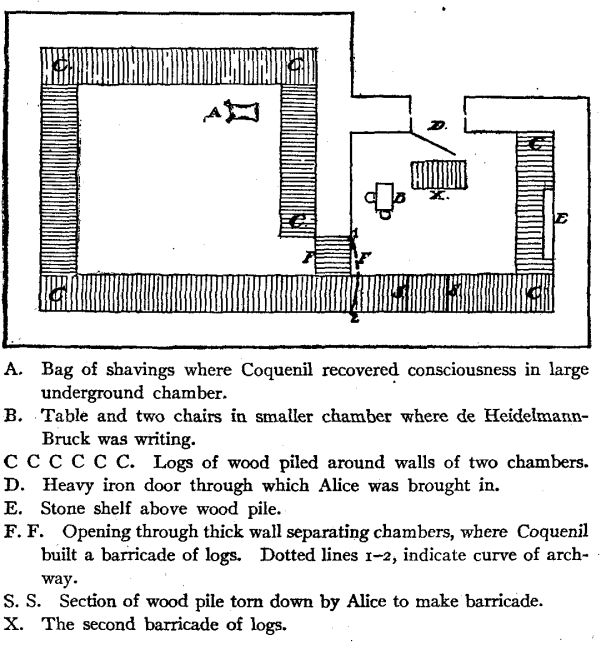 C. C.
A
D.
C
B
X.
E
C.
1
F F
C S. S. C
2
A. Bag of shavings where Coquenil recovered consciousness in large
underground chamber.
B. Table and two chairs in smaller chamber where de Heidelmann-
Bruck was writing.
C C C C C C. Logs of wood piled around walls of two chambers.
D. Heavy iron door through which Alice was brought in.
E. Stone shelf above wood pile.
F. F. Opening through thick wall separating chambers, where Coquenil
built a barricade of logs. Dotted lines 1–2, indicate curve of arch-
way.
S. S. Section of wood pile torn down by Alice to make barricade.
X. The second barricade of logs.